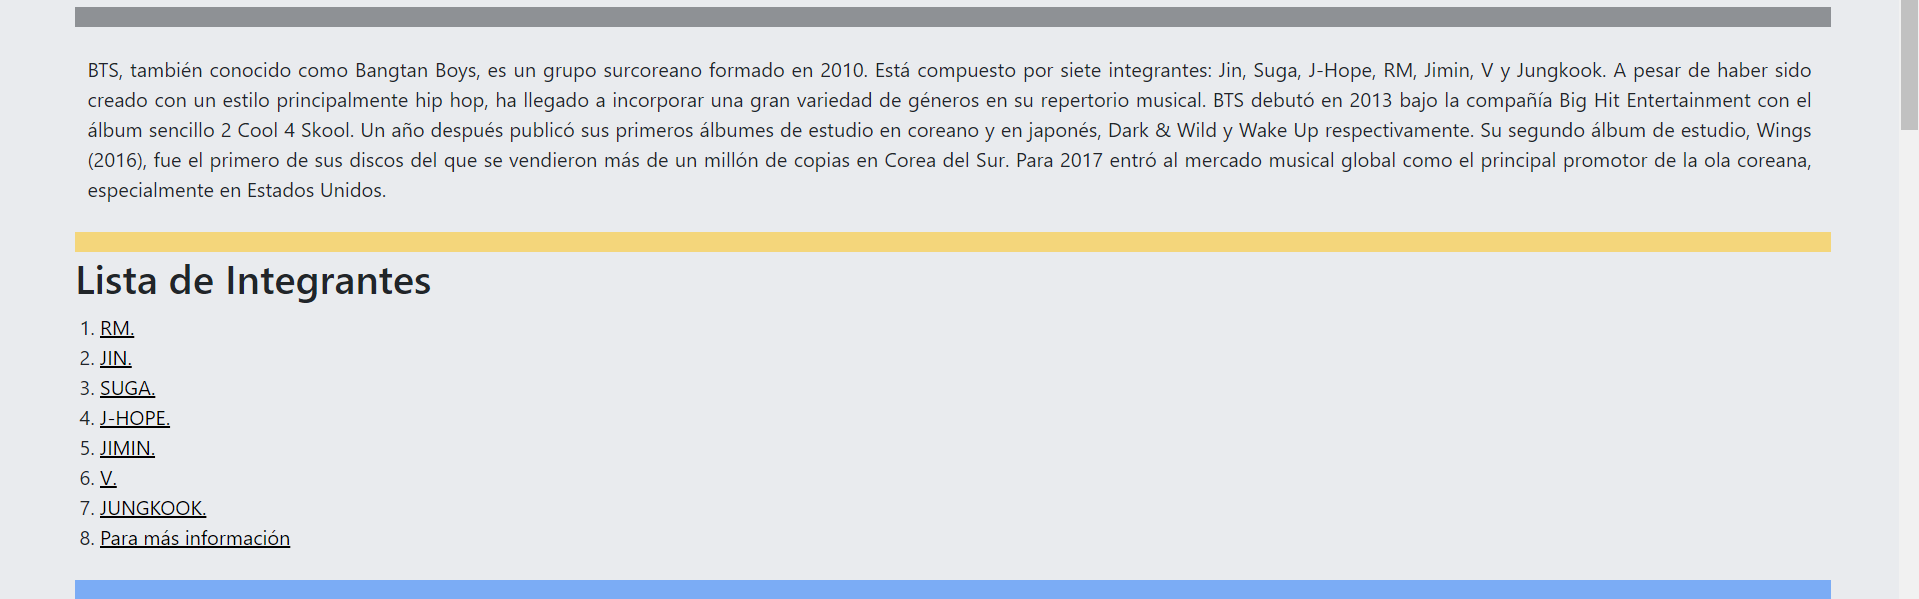 BTS, también conocido como Bangtan Boys, es un grupo surcoreano formado en 2010. Está compuesto por siete integrantes: Jin, Suga, J-Hope, RM, Jimin, V y Jungkook. A pesar de haber sido
creado con un estilo principalmente hip hop, ha llegado a incorporar una gran variedad de géneros en su repertorio musical. BTS debutó en 2013 bajo la compañía Big Hit Entertainment con el
álbum sencillo 2 Cool 4 Skool. Un año después publicó sus primeros álbumes de estudio en coreano y en japonés, Dark & Wild y Wake Up respectivamente. Su segundo álbum de estudio, Wings
(2016), fue el primero de sus discos del que se vendieron más de un millón de copias en Corea del Sur. Para 2017 entró al mercado musical global como el principal promotor de la ola coreana,
especialmente en Estados Unidos.
Lista de Integrantes
1. RM.
2. JIN.
3. SUGA.
4. J-HOPE.
5. JIMIN.
6. V.
7. JUNGKOOK.
8. Para más información